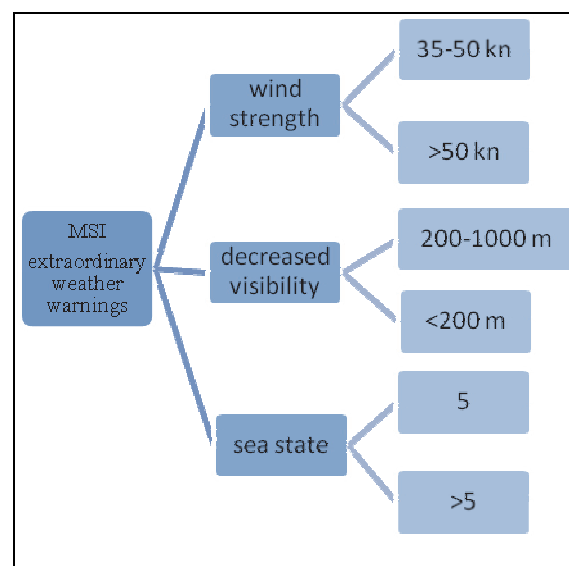 MSI
extraordinary
weather
warnings
wind
strength
35-50 kn
>50 kn
decreased
visibility
200-1000 m
<200 m
sea state
5
>5